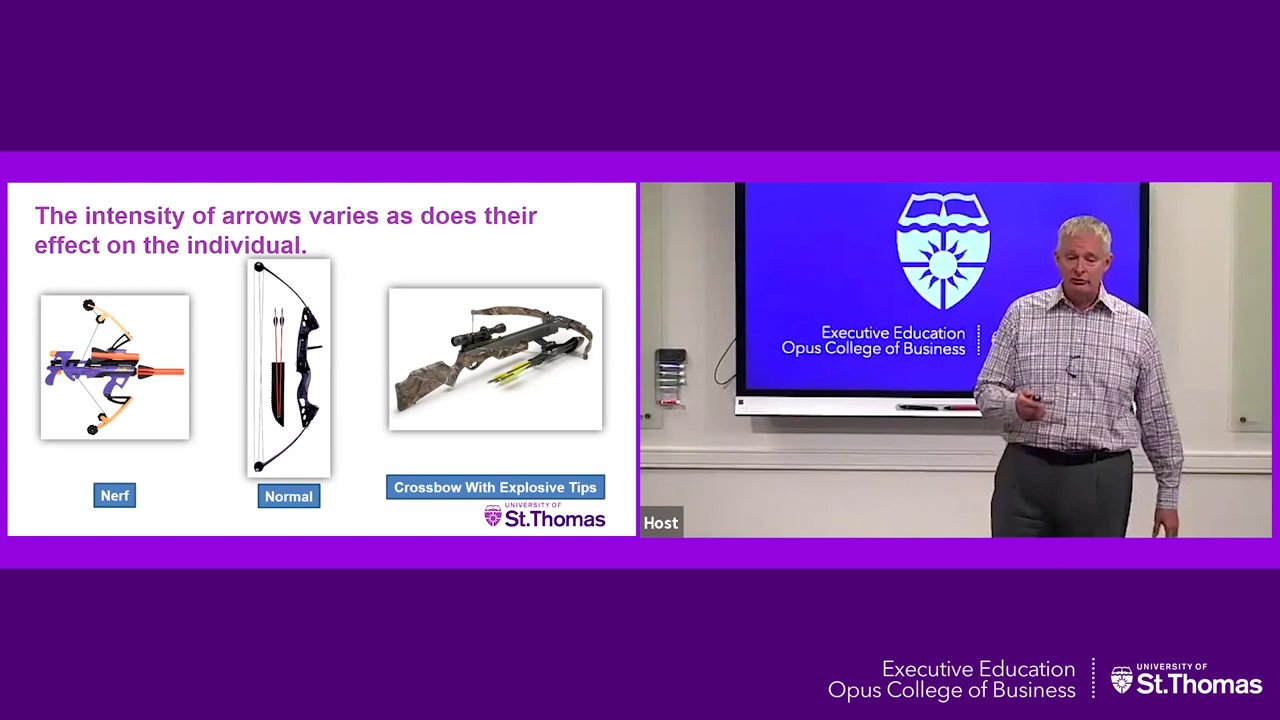 The intensity of arrows varies as does their
effect on the individual.
Nerf
Normal
Crossbow With Explosive Tips
UNIVERSITY OF
St.Thomas
Executive Education
Opus College of Business
Host
Executive Education
Opus College of Business
UNIVERSITY OF
St.Thomas